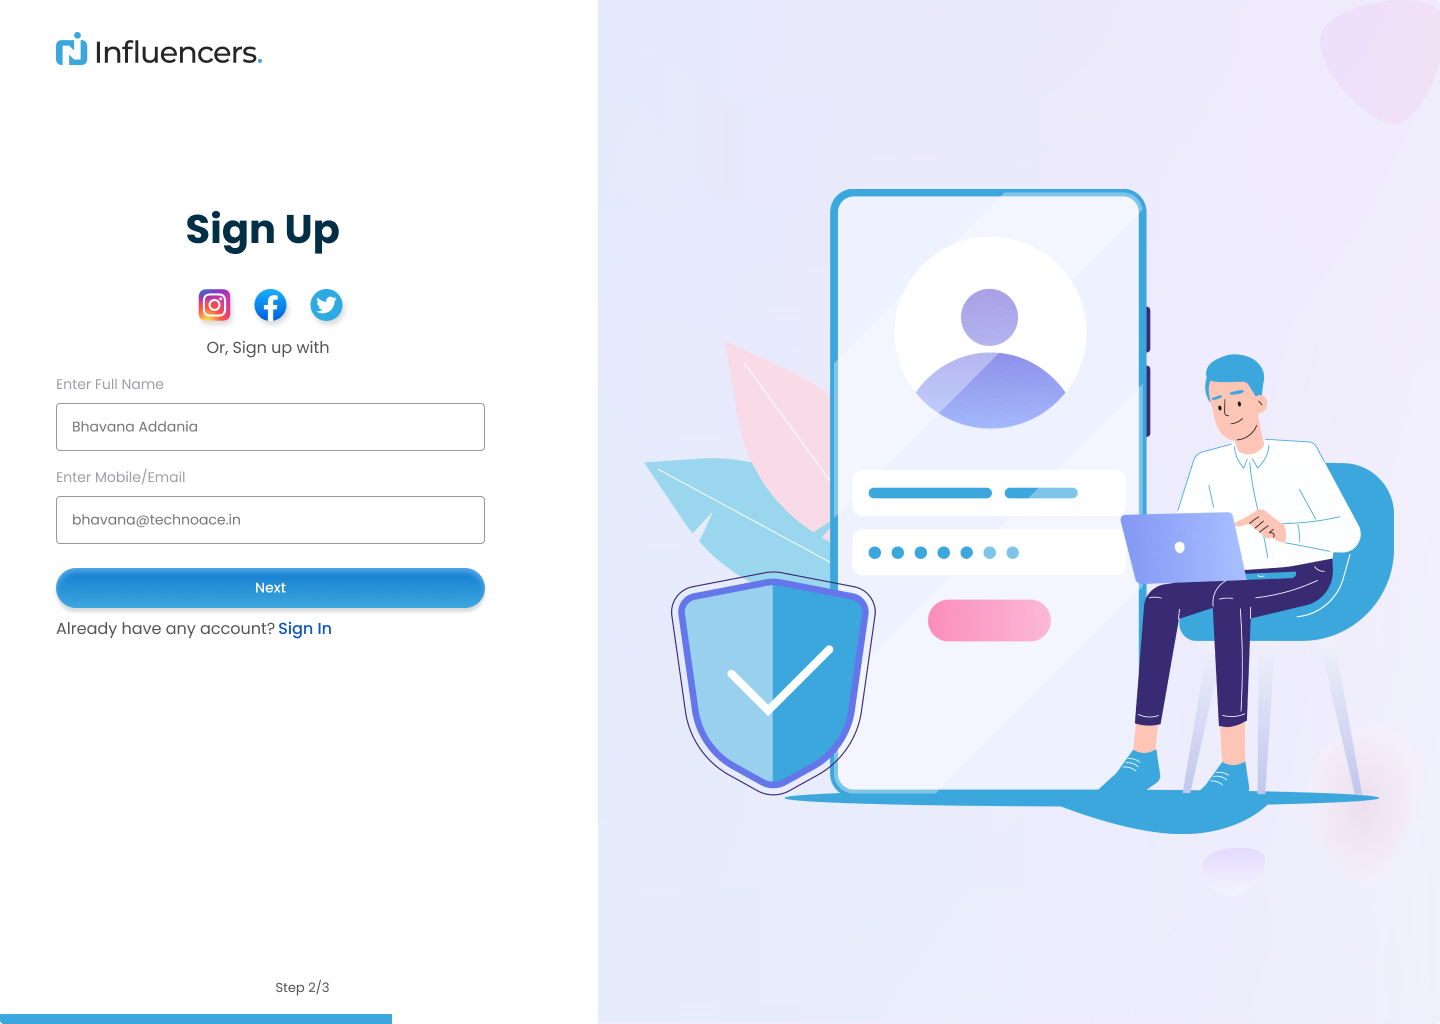 Influencers.
Sign Up
Or, Sign up with
Enter Full Name
Bhavana Addania
Enter Mobile/Email
bhavana@technoace.in
Next
Already have any account? Sign In
Step 2/3